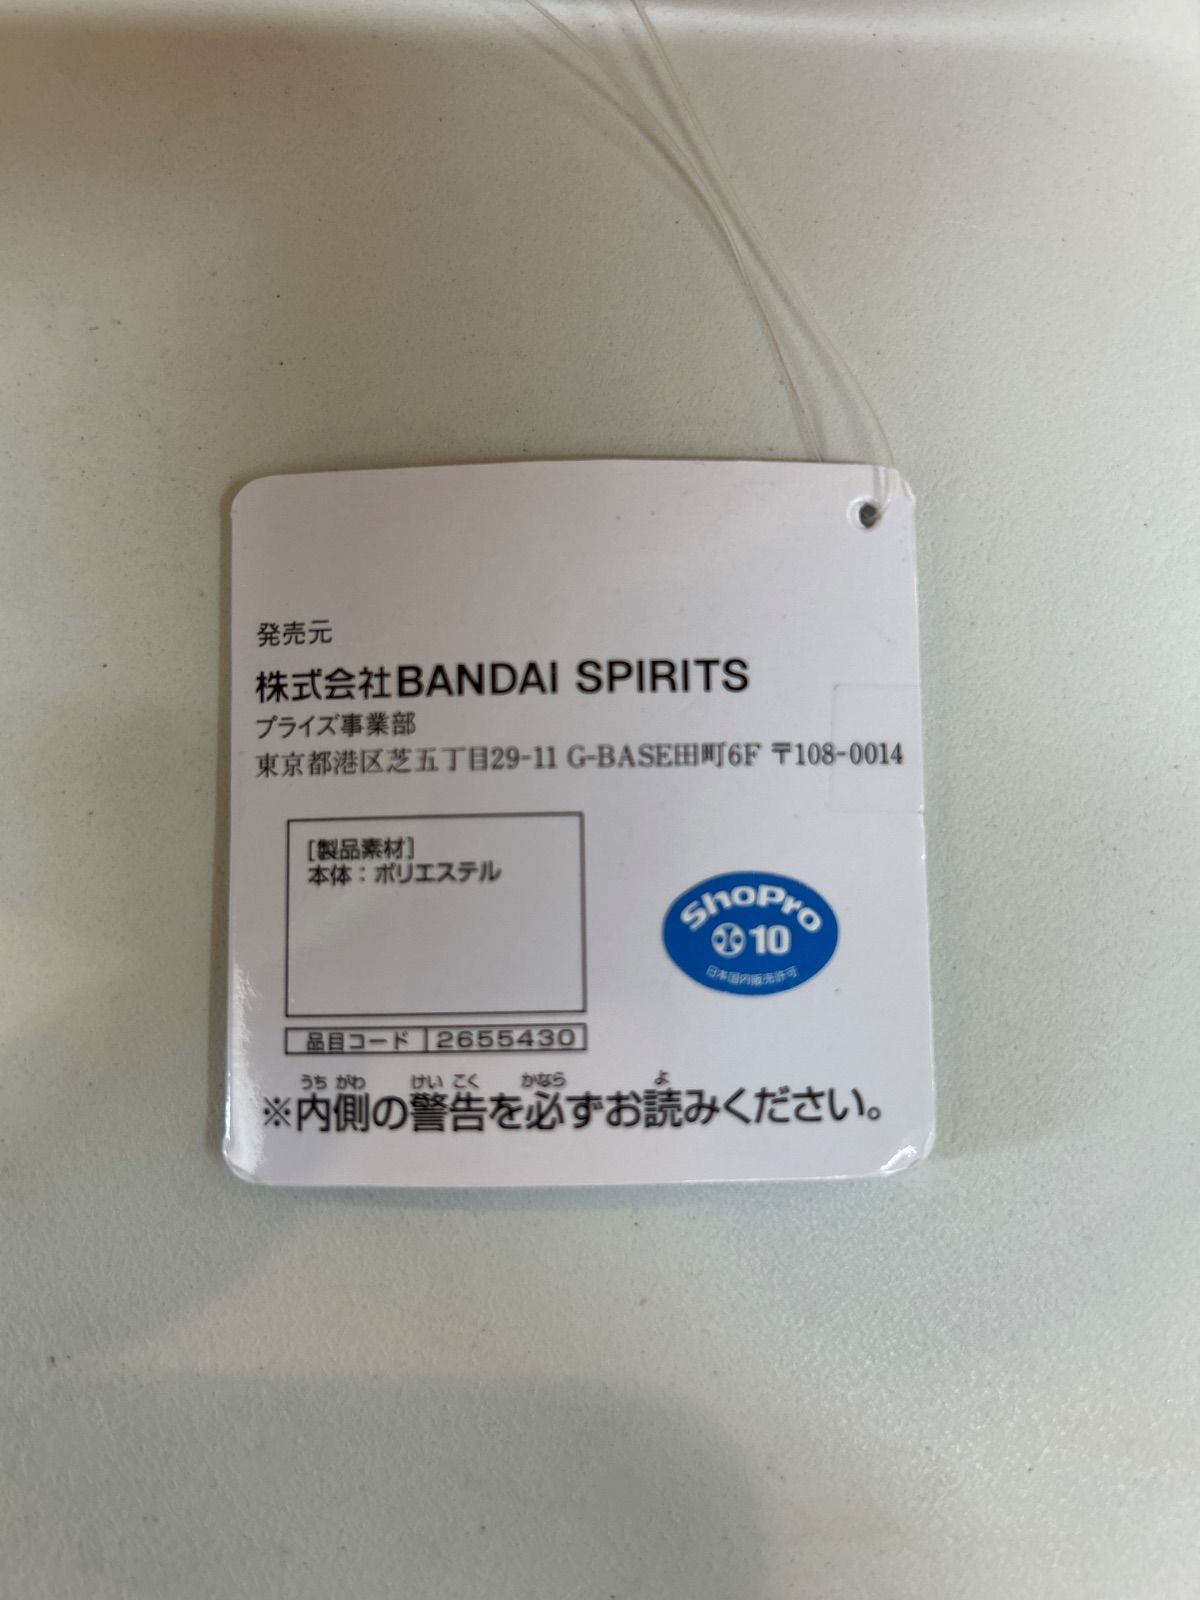 発売元
株式会社BANDAI SPIRITS
プライズ事業部
東京都港区芝五丁目29-11 G-BASE田町6F 〒108-0014
[製品素材]
本体：ポリエステル
ShoPro
10
日本国内販売許可
品目コード 2655430
うち がわ けい こく かなら よ
※内側の警告を必ずお読みください。